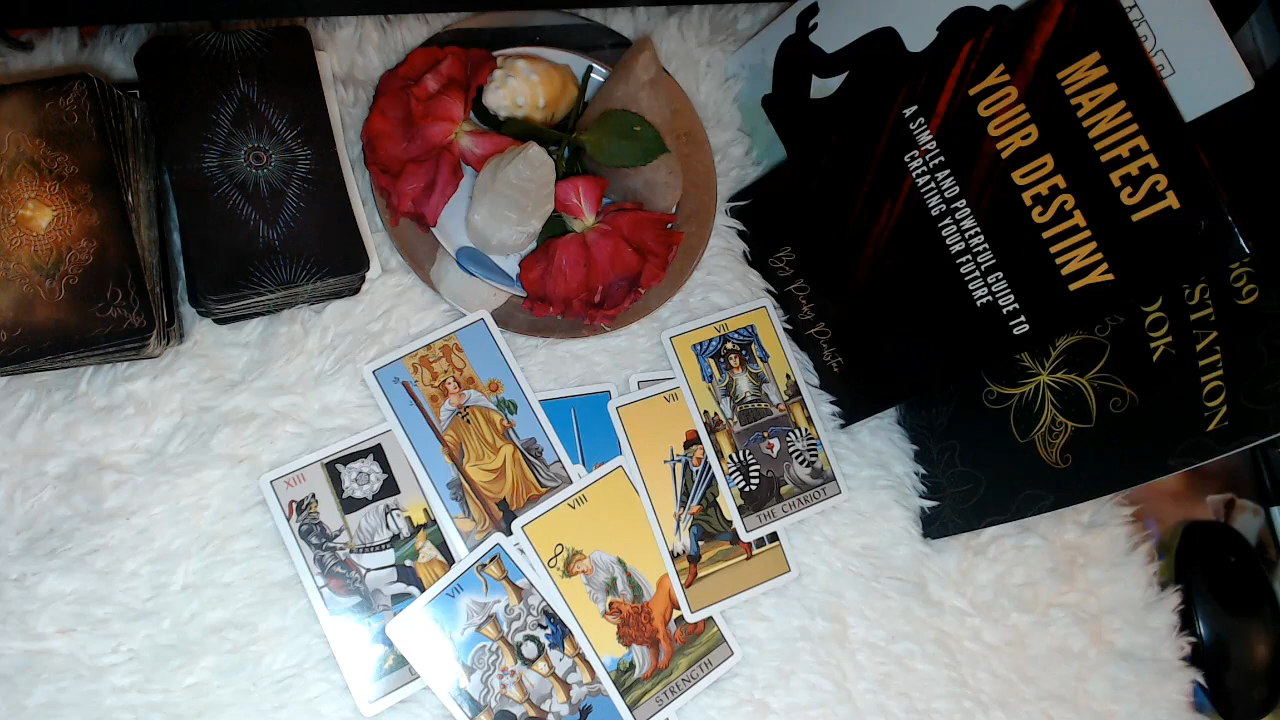 MANIFEST
YOUR DESTINY
A SIMPLE AND POWERFUL GUIDE TO
CREATING YOUR FUTURE
369
STATION
OOK
VII
THE CHARIOT
VII
VIII
STRENGTH
XIII
VII